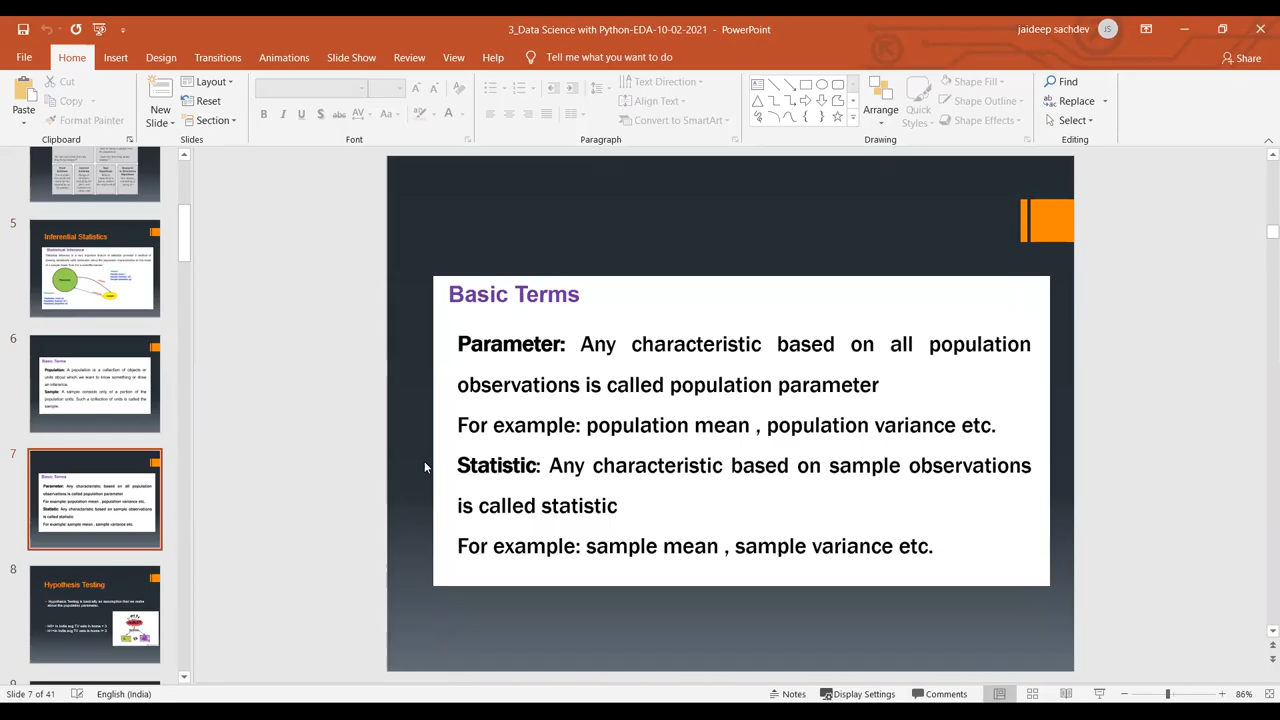 3_Data Science with Python-EDA-10-02-2021 - PowerPoint
jaideep sachdev
JS
File Home Insert Design Transitions Animations Slide Show Review View Help Tell me what you want to do
Share
Paste
Cut
Copy
Format Painter
Clipboard
New
Slide
Layout
Reset
Section
Slides
Font
Text Direction
Align Text
Convert to SmartArt
Paragraph
Arrange
Quick
Styles
Shape Fill
Shape Outline
Shape Effects
Drawing
Find
Replace
Select
Editing
5
Inferential Statistics
Statistical Inference
6
Basic Terms
Population: A population is a collection of objects or
units about which we want to know something or draw
an inference.
Sample: A sample consists only of a portion of the
population units. Such a collection of units is called the
sample.
7
Basic Terms
Parameter: Any characteristic based on all population
observations is called population parameter
For example: population mean , population variance etc.
Statistic: Any characteristic based on sample observations
is called statistic
For example: sample mean , sample variance etc.
8
Hypothesis Testing
Hypothesis Testing is basically an assumption that we make
about the population parameter.
9
Basic Terms
Parameter: Any characteristic based on all population
observations is called population parameter
For example: population mean , population variance etc.
Statistic: Any characteristic based on sample observations
is called statistic
For example: sample mean , sample variance etc.
Slide 7 of 41
English (India)
Notes
Display Settings
Comments
86%